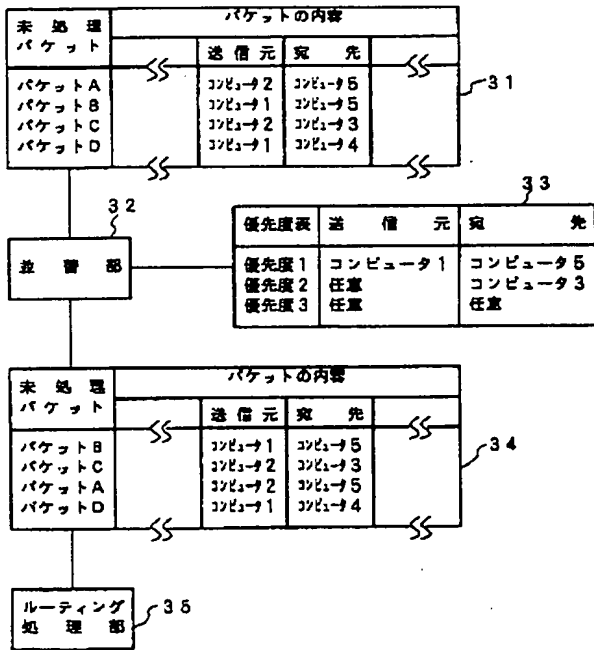 未処理パケット パケットの内容
送信元 宛先
パケットA コンピュータ2 コンピュータ5
パケットB コンピュータ1 コンピュータ5
パケットC コンピュータ2 コンピュータ3
パケットD コンピュータ1 コンピュータ4
31
32
並替部
33
優先度表 送信元 宛先
優先度1 コンピュータ1 コンピュータ5
優先度2 任意 コンピュータ3
優先度3 任意 任意
未処理パケット パケットの内容
送信元 宛先
パケットB コンピュータ1 コンピュータ5
パケットC コンピュータ2 コンピュータ3
パケットA コンピュータ2 コンピュータ5
パケットD コンピュータ1 コンピュータ4
34
ルーティング
処理部
35